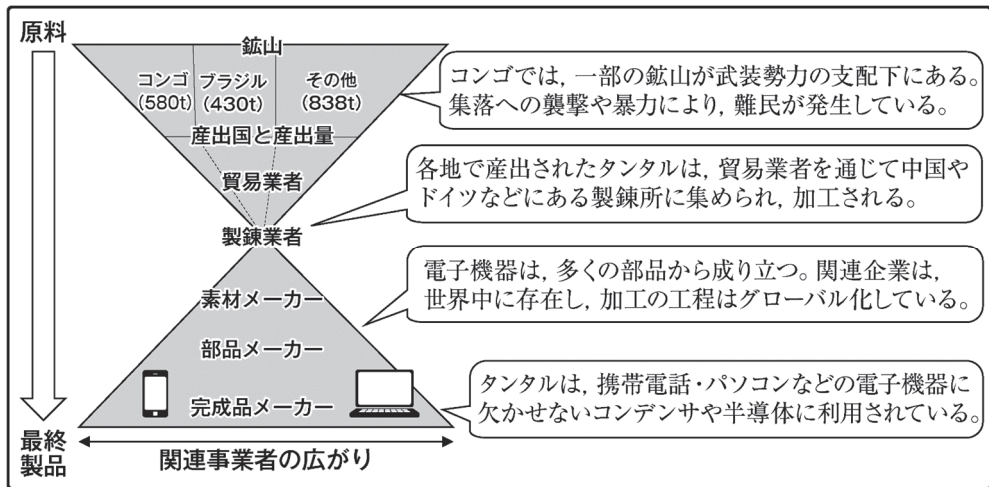 原料
鉱山
コンゴ
(580t)
ブラジル
(430t)
その他
(838t)
産出国と産出量
貿易業者
製錬業者
素材メーカー
部品メーカー
完成品メーカー
最終
製品
関連事業者の広がり
コンゴでは,一部の鉱山が武装勢力の支配下にある。
集落への襲撃や暴力により,難民が発生している。
各地で産出されたタンタルは,貿易業者を通じて中国や
ドイツなどにある製錬所に集められ,加工される。
電子機器は,多くの部品から成り立つ。関連企業は,
世界中に存在し,加工の工程はグローバル化している。
タンタルは,携帯電話・パソコンなどの電子機器に
欠かせないコンデンサや半導体に利用されている。